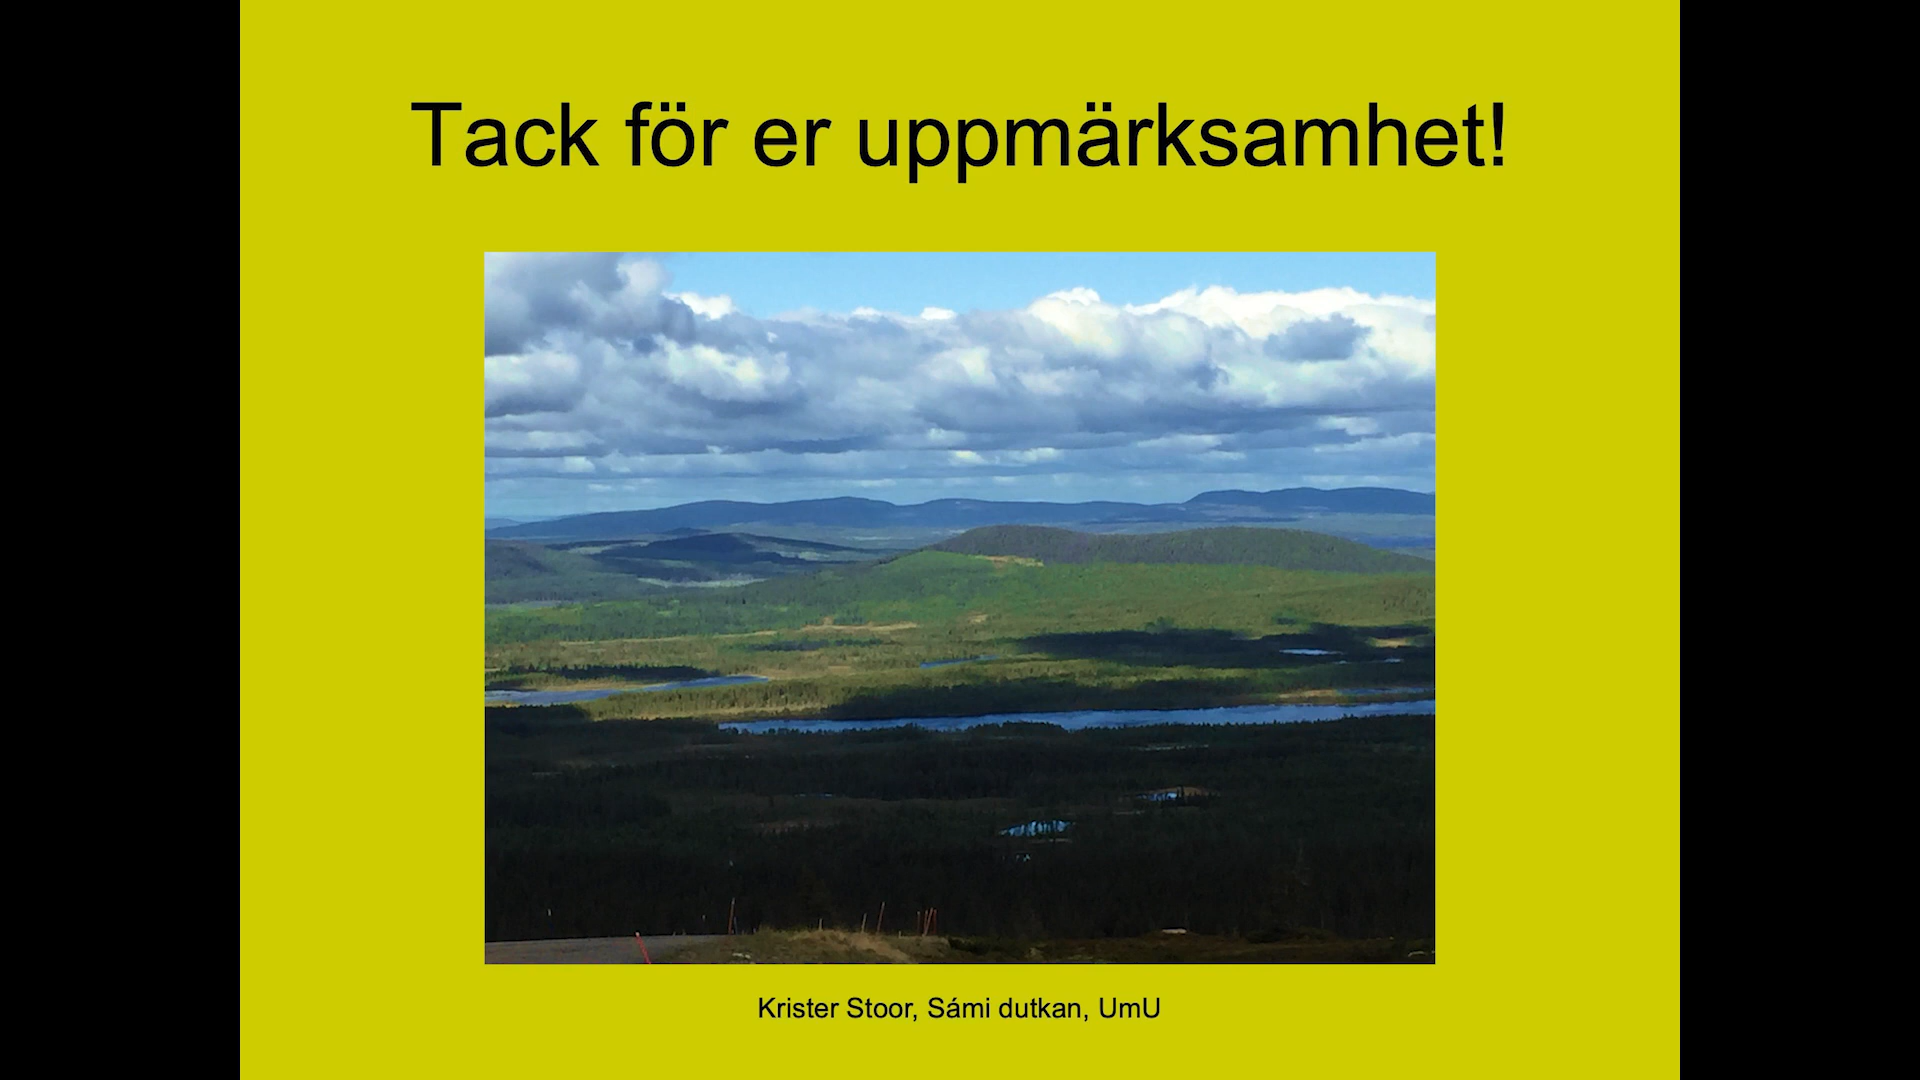 Tack för er uppmärksamhet!
Krister Stoor, Sámi dutkan, UmU